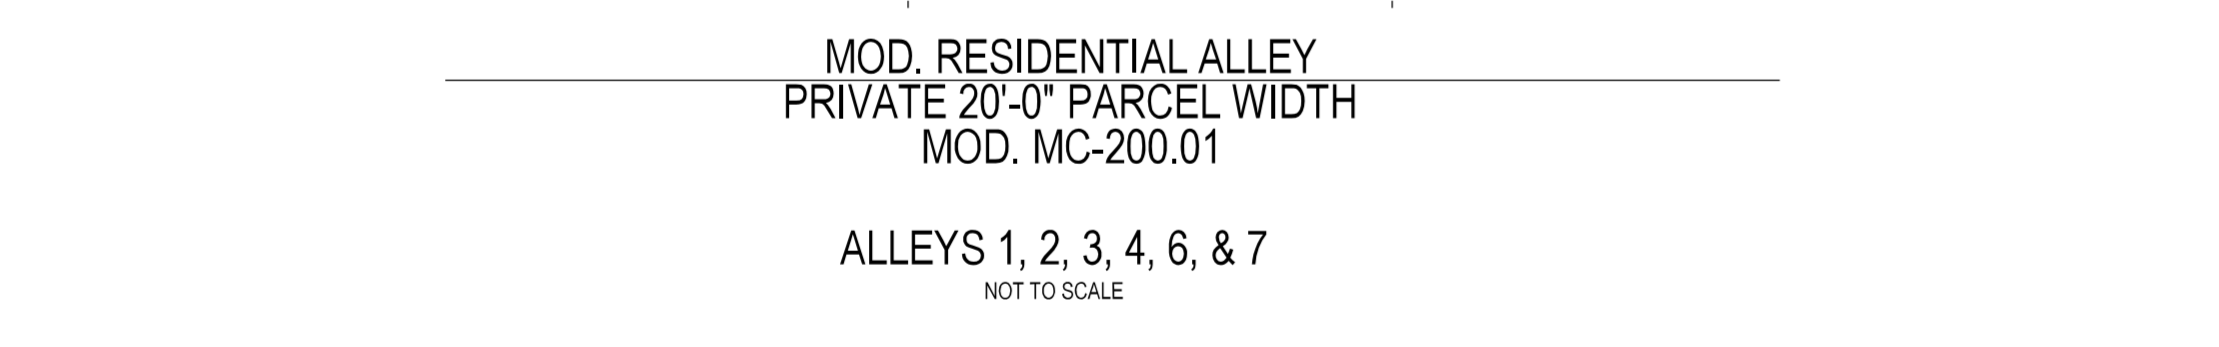 MOD. RESIDENTIAL ALLEY
PRIVATE 20'-0" PARCEL WIDTH
MOD. MC-200.01
ALLEYS 1, 2, 3, 4, 6, & 7
NOT TO SCALE